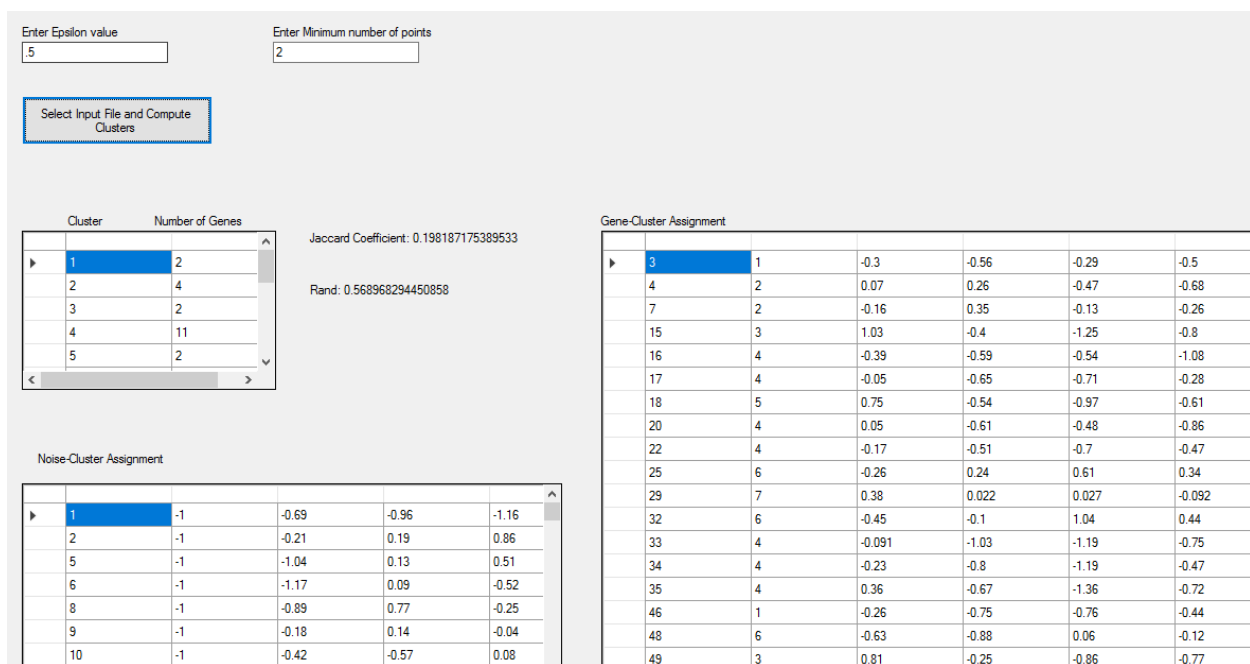 Enter Epsilon value Enter Minimum number of points
.5 2
Select Input File and Compute
Clusters
Cluster Number of Genes
1 2
2 4
3 2
4 11
5 2
Jaccard Coefficient: 0.198187175389533
Rand: 0.568968294450858
Gene-Cluster Assignment
3 1 -0.3 -0.56 -0.29 -0.5
4 2 0.07 0.26 -0.47 -0.68
7 2 -0.16 0.35 -0.13 -0.26
15 3 1.03 -0.4 -1.25 -0.8
16 4 -0.39 -0.59 -0.54 -1.08
17 4 -0.05 -0.65 -0.71 -0.28
18 5 0.75 -0.54 -0.97 -0.61
20 4 0.05 -0.61 -0.48 -0.86
22 4 -0.17 -0.51 -0.7 -0.47
25 6 -0.26 0.24 0.61 0.34
29 7 0.38 0.022 0.027 -0.092
32 6 -0.45 -0.1 1.04 0.44
33 4 -0.091 -1.03 -1.19 -0.75
34 4 -0.23 -0.8 -1.19 -0.47
35 4 0.36 -0.67 -1.36 -0.72
46 1 -0.26 -0.75 -0.76 -0.44
48 6 -0.63 -0.88 0.06 -0.12
49 3 0.81 -0.25 -0.86 -0.77
Noise-Cluster Assignment
1 -1 -0.69 -0.96 -1.16
2 -1 -0.21 0.19 0.86
5 -1 -1.04 0.13 0.51
6 -1 -1.17 0.09 -0.52
8 -1 -0.89 0.77 -0.25
9 -1 -0.18 0.14 -0.04
10 -1 -0.42 -0.57 0.08